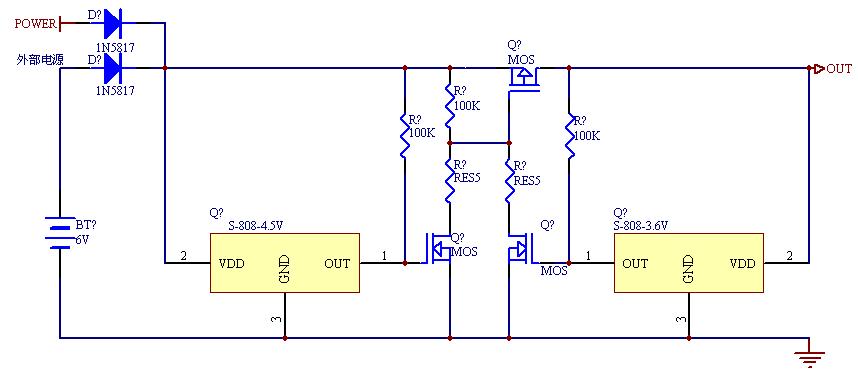 POWER
D?
1N5817
外部电源
D?
1N5817
Q?
MOS
OUT
R?
100K
R?
100K
R?
100K
R?
RES5
R?
RES5
BT?
6V
Q?
S-808-4.5V
2
VDD
GND
OUT
1
3
Q?
MOS
Q?
MOS
Q?
S-808-3.6V
1
OUT
GND
VDD
2
3